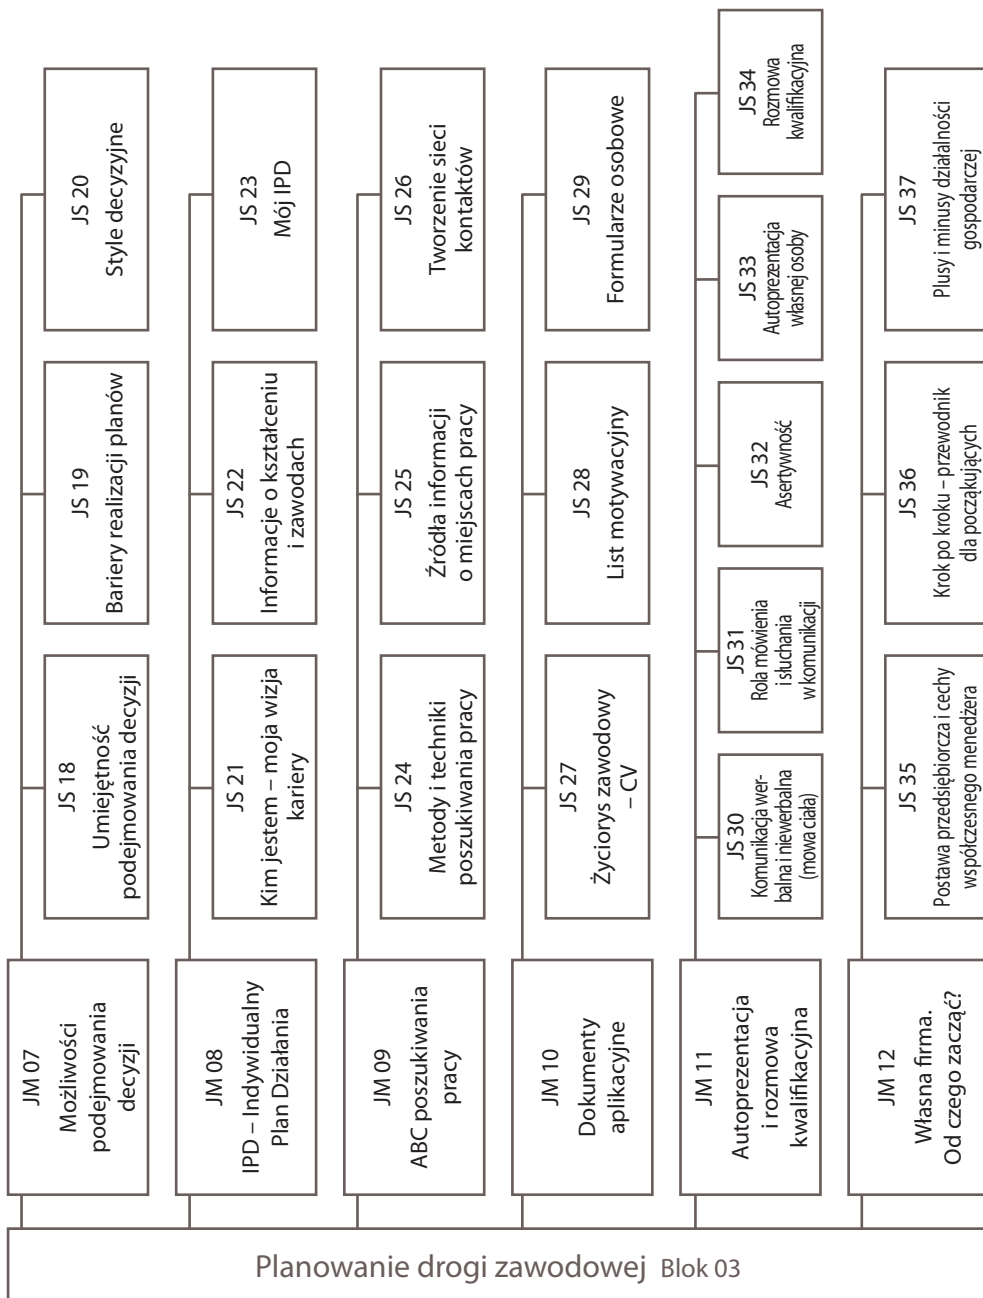 Planowanie drogi zawodowej Blok 03
JM 07
Możliwości
podejmowania
decyzji
JS 18
Umiejętność
podejmowania decyzji
JS 19
Bariery realizacji planów
JS 20
Style decyzyjne
JM 08
IPD – Indywidualny
Plan Działania
JS 21
Kim jestem – moja wizja
kariery
JS 22
Informacje o kształceniu
i zawodach
JS 23
Mój IPD
JM 09
ABC poszukiwania
pracy
JS 24
Metody i techniki
poszukiwania pracy
JS 25
Źródła informacji
o miejscach pracy
JS 26
Tworzenie sieci
kontaktów
JM 10
Dokumenty
aplikacyjne
JS 27
Życiorys zawodowy
– CV
JS 28
List motywacyjny
JS 29
Formularze osobowe
JM 11
Autoprezentacja
i rozmowa
kwalifikacyjna
JS 30
Komunikacja wer-
balna i niewerbalna
(mowa ciała)
JS 31
Rola mówienia
i słuchania
w komunikacji
JS 32
Asertywność
JS 33
Autoprezentacja
własnej osoby
JS 34
Rozmowa
kwalifikacyjna
JM 12
Własna firma.
Od czego zacząć?
JS 35
Postawa przedsiębiorcza i cechy
współczesnego menedżera
JS 36
Krok po kroku – przewodnik
dla początkujących
JS 37
Plusy i minusy działalności
gospodarczej